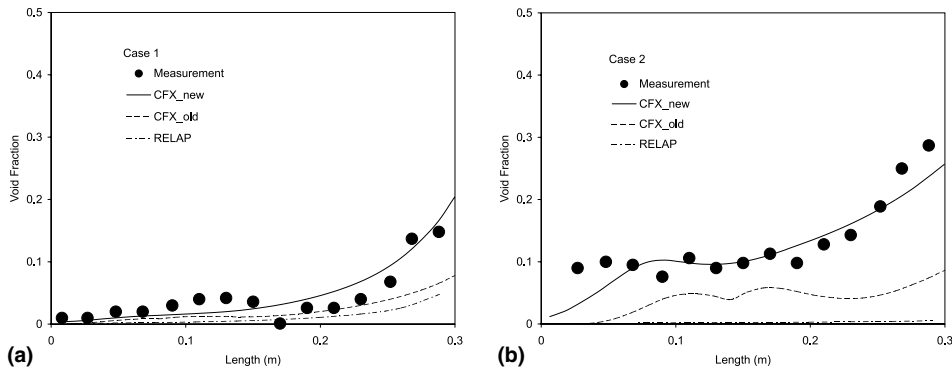 0.5
0.4
0.3
0.2
0.1
0
Void Fraction
Case 1
Measurement
CFX_new
CFX_old
RELAP
0
0.1
0.2
0.3
Length (m)
(a)
0.5
0.4
0.3
0.2
0.1
0
Void Fraction
Case 2
Measurement
CFX_new
CFX_old
RELAP
0
0.1
0.2
0.3
Length (m)
(b)